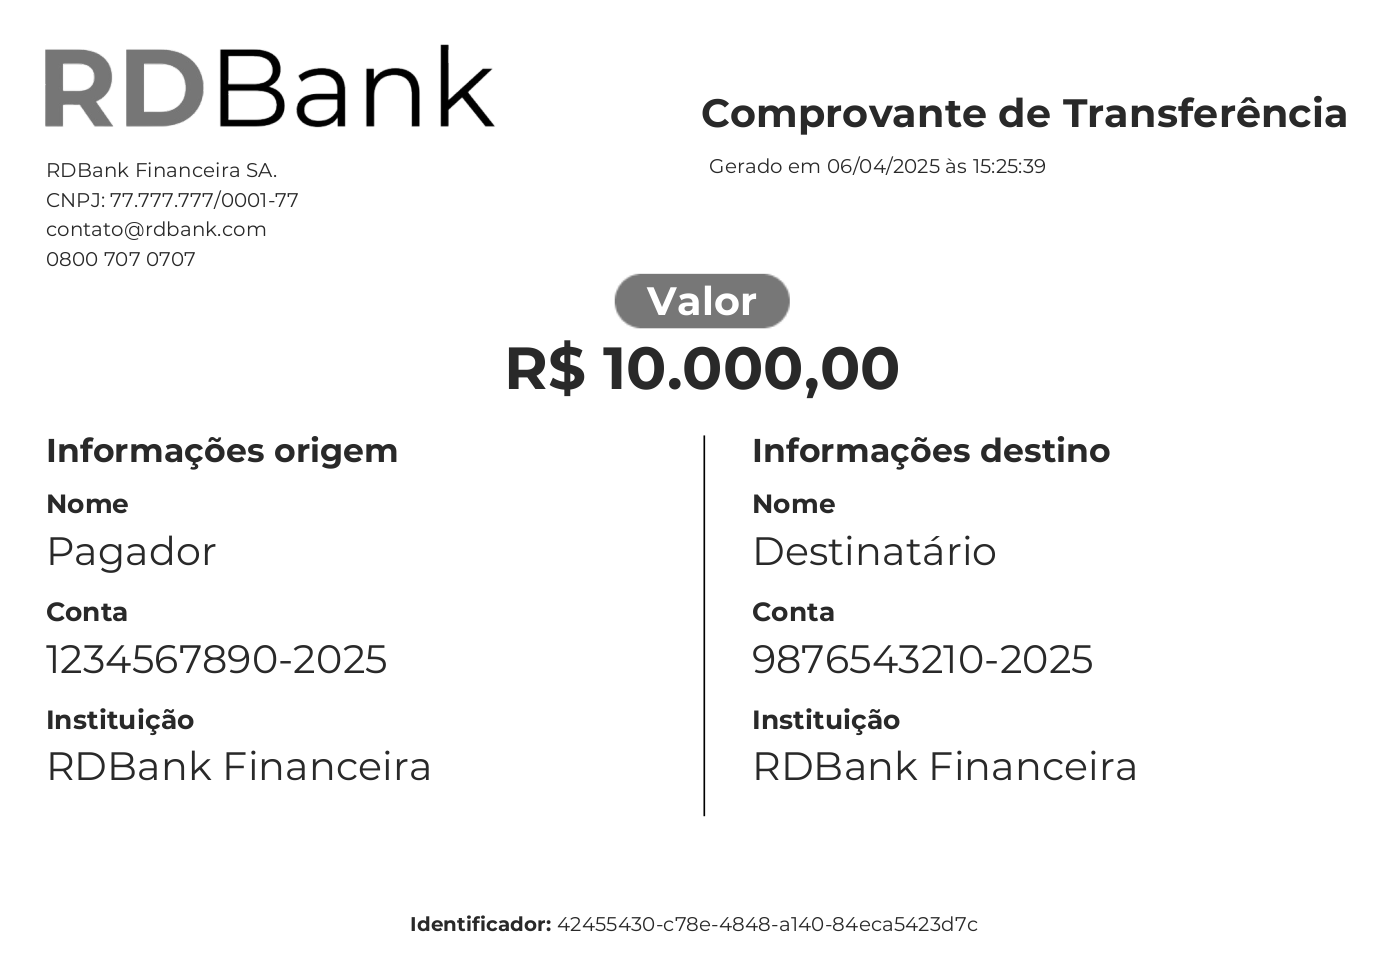 RDBank
Comprovante de Transferência
Gerado em 06/04/2025 às 15:25:39
RDBank Financeira SA.
CNPJ: 77.777.777/0001-77
contato@rdbank.com
0800 707 0707
Valor
R$ 10.000,00
Informações origem
Nome
Pagador
Conta
1234567890-2025
Instituição
RDBank Financeira
Informações destino
Nome
Destinatário
Conta
9876543210-2025
Instituição
RDBank Financeira
Identificador: 42455430-c78e-4848-a140-84eca5423d7c